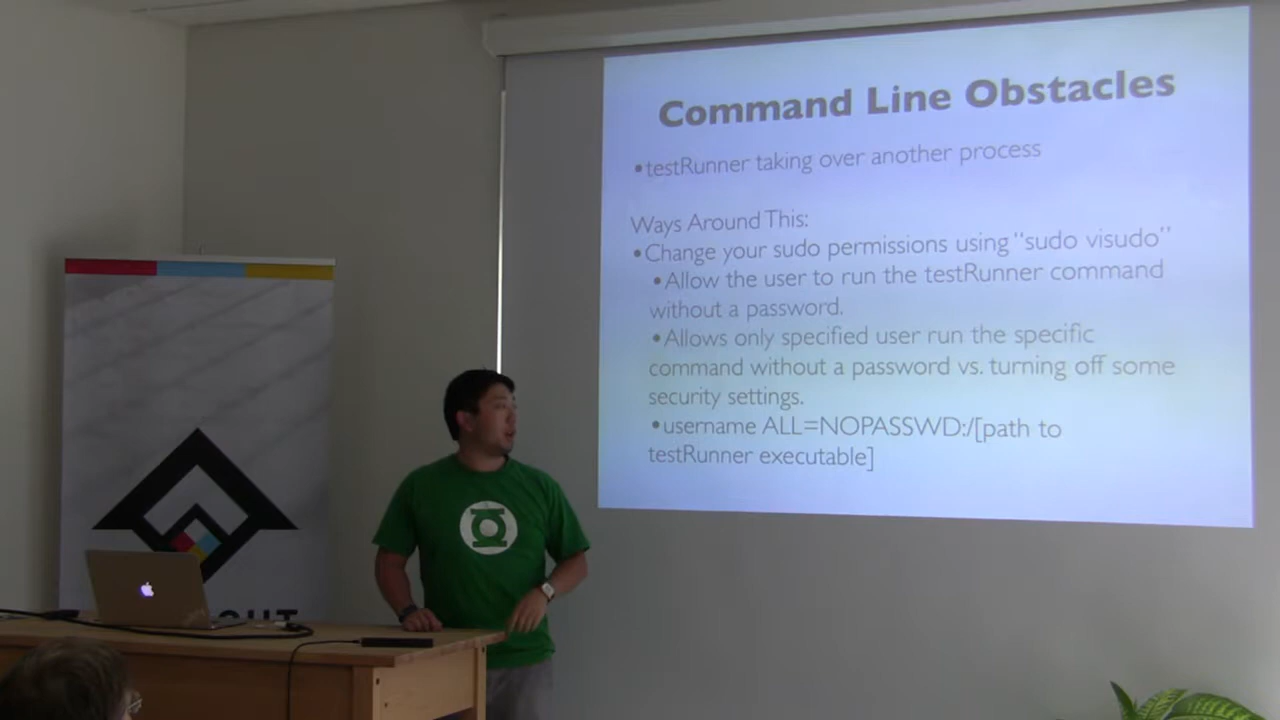 Command Line Obstacles
•testRunner taking over another process
Ways Around This:
•Change your sudo permissions using “sudo visudo”
•Allow the user to run the testRunner command
without a password.
•Allows only specified user run the specific
command without a password vs. turning off some
security settings.
•username ALL=NOPASSWD:/[path to
testRunner executable]